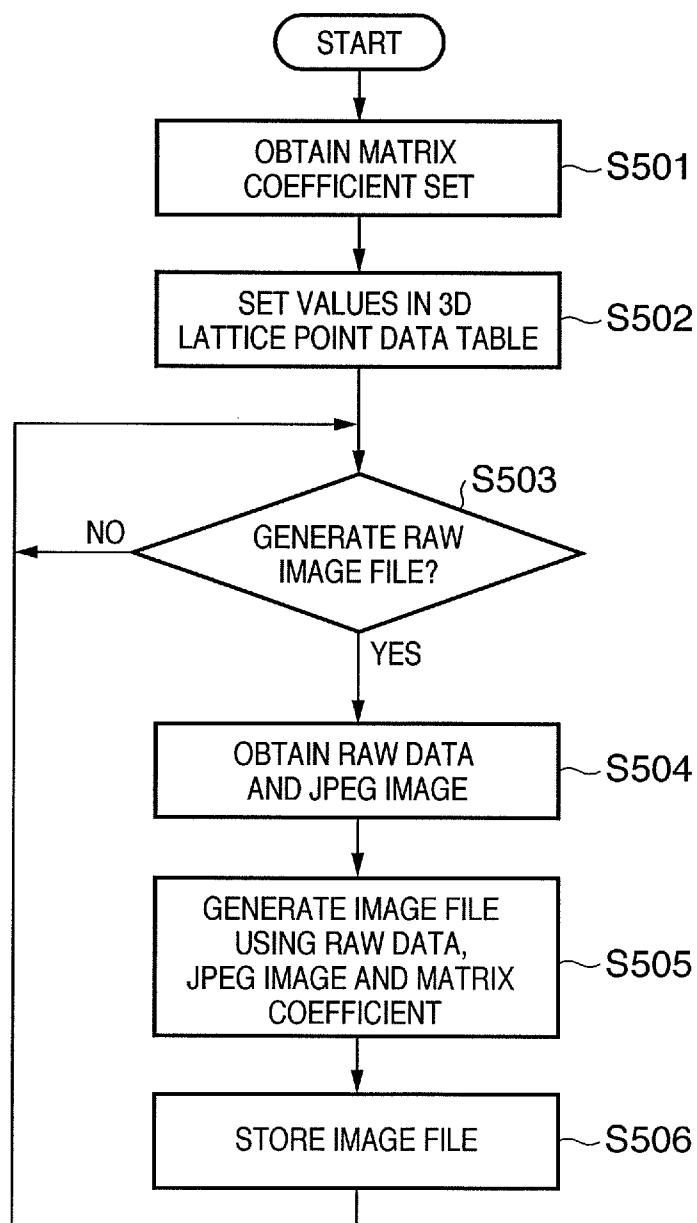 START
OBTAIN MATRIX
COEFFICIENT SET
S501
SET VALUES IN 3D
LATTICE POINT DATA TABLE
S502
S503
GENERATE RAW
IMAGE FILE?
NO
YES
OBTAIN RAW DATA
AND JPEG IMAGE
S504
GENERATE IMAGE FILE
USING RAW DATA,
JPEG IMAGE AND MATRIX
COEFFICIENT
S505
STORE IMAGE FILE
S506